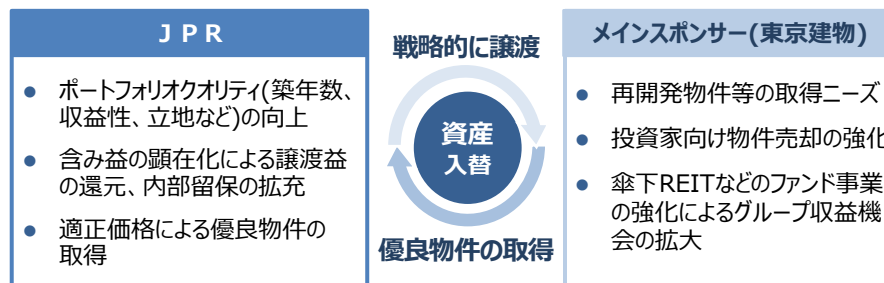 JPR
ポートフォリオクオリティ(築年数、
収益性、立地など)の向上
含み益の顕在化による譲渡益
の還元、内部留保の拡充
適正価格による優良物件の
取得
戦略的に譲渡
資産
入替
優良物件の取得
メインスポンサー(東京建物)
再開発物件等の取得ニーズ
投資家向け物件売却の強化
傘下REITなどのファンド事業
の強化によるグループ収益機
会の拡大